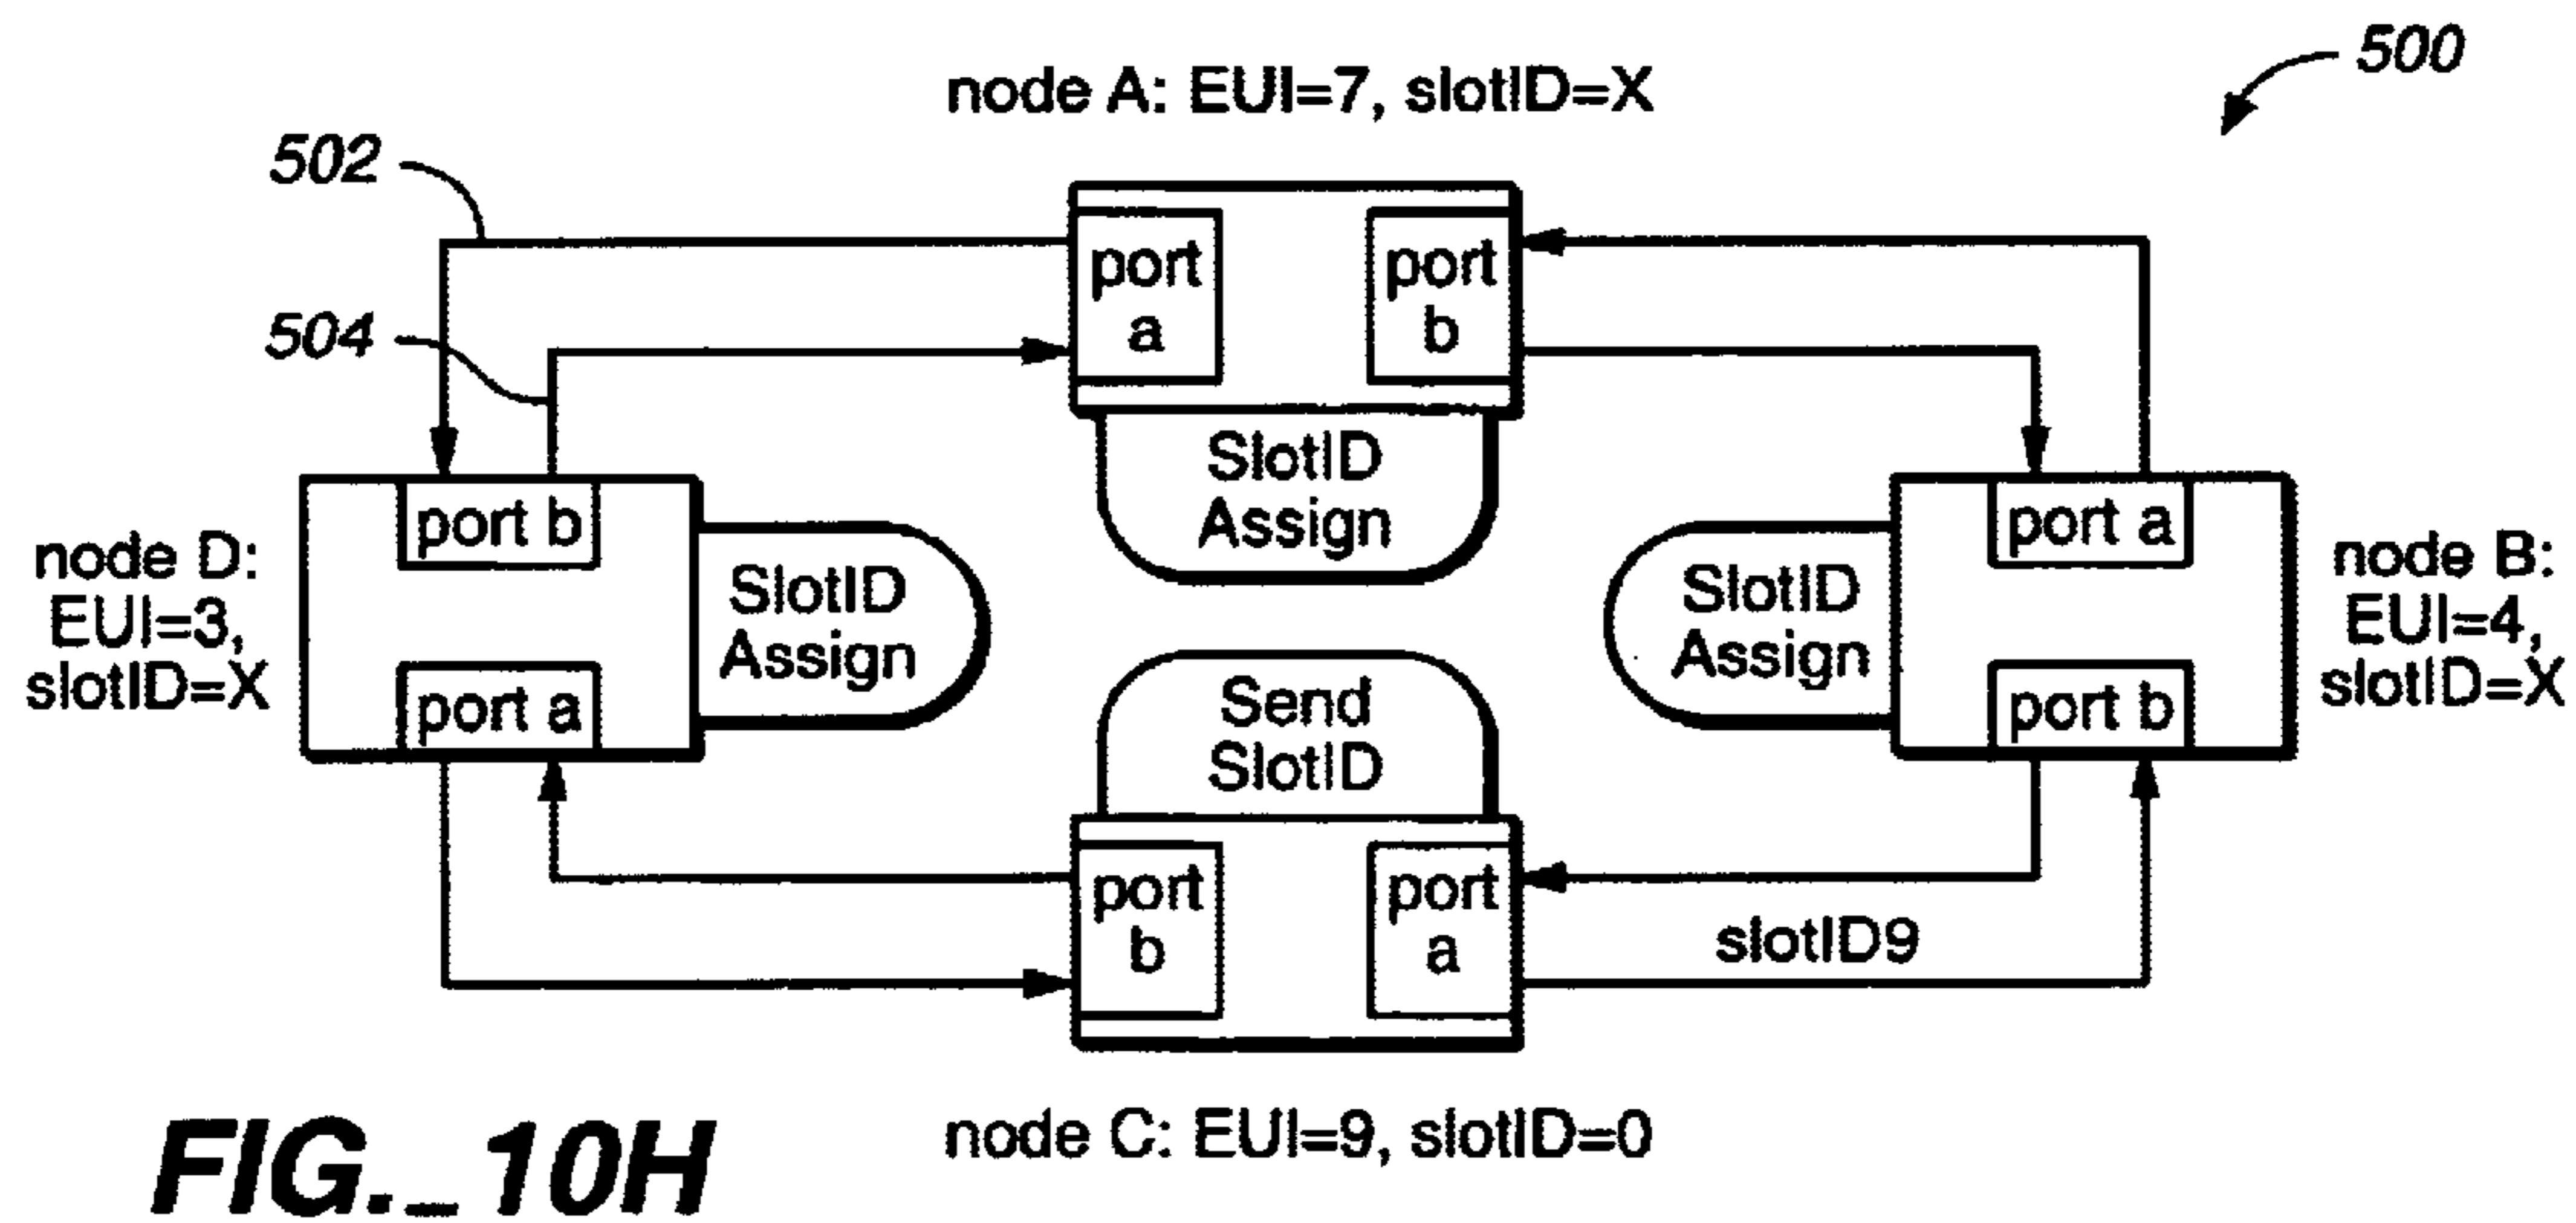 500
node A: EUI=7, slotID=X
502
port
a
port
b
504
SlotID
Assign
port b
node D:
EUI=3,
slotID=X
SlotID
Assign
port a
SlotID
Assign
port a
node B:
EUI=4,
slotID=X
port b
Send
SlotID
port
b
port
a
slotID9
node C: EUI=9, slotID=0
FIG._10H